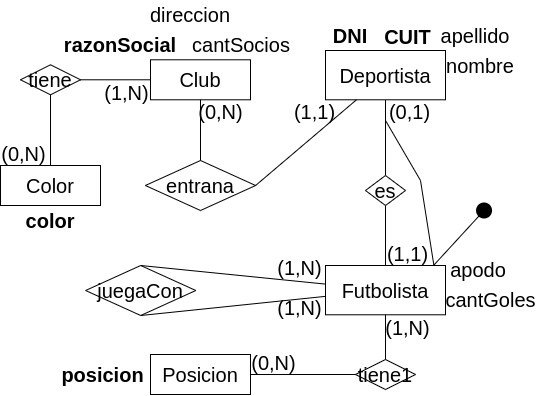 direccion
razonSocial cantSocios
DNI CUIT apellido
nombre
tiene
Club
Deportista
(1,N)
(0,N)
(1,1)
(0,1)
(0,N)
Color
entrana
es
color
(1,1)
(1,N)
apodo
juegaCon
Futbolista
cantGoles
(1,N)
(1,N)
(0,N)
posicion
Posicion
tiene1